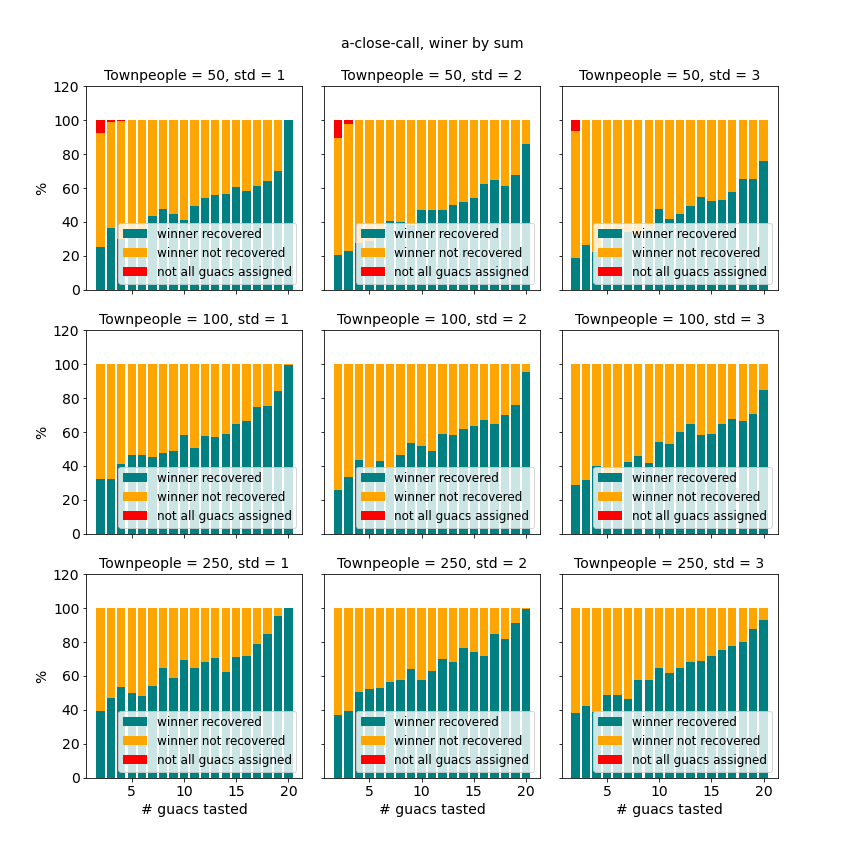 a-close-call, winer by sum
Townpeople = 50, std = 1
Townpeople = 50, std = 2
Townpeople = 50, std = 3
120
100
80
60
40
20
0
%
winner recovered
winner not recovered
not all guacs assigned
winner recovered
winner not recovered
not all guacs assigned
winner recovered
winner not recovered
not all guacs assigned
Townpeople = 100, std = 1
Townpeople = 100, std = 2
Townpeople = 100, std = 3
120
100
80
60
40
20
0
%
winner recovered
winner not recovered
not all guacs assigned
winner recovered
winner not recovered
not all guacs assigned
winner recovered
winner not recovered
not all guacs assigned
Townpeople = 250, std = 1
Townpeople = 250, std = 2
Townpeople = 250, std = 3
120
100
80
60
40
20
0
%
winner recovered
winner not recovered
not all guacs assigned
winner recovered
winner not recovered
not all guacs assigned
winner recovered
winner not recovered
not all guacs assigned
5 10 15 20
5 10 15 20
5 10 15 20
# guacs tasted
# guacs tasted
# guacs tasted